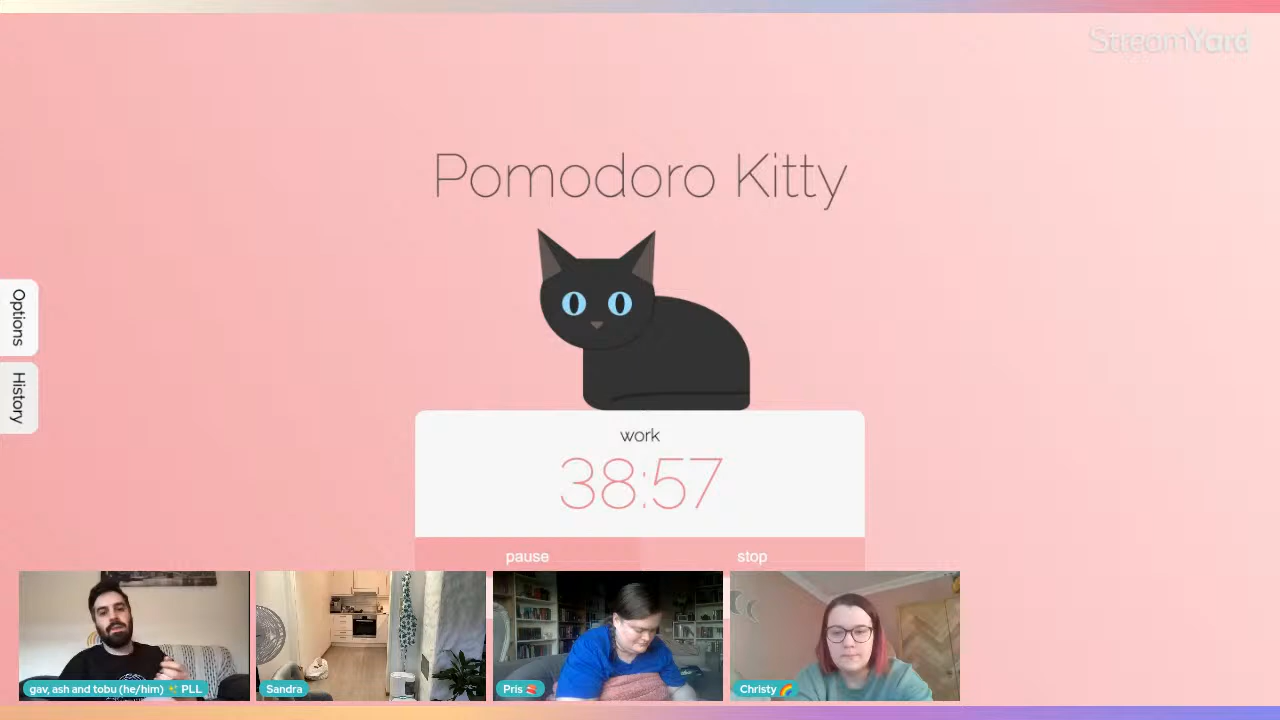 StreamYard
Pomodoro Kitty
Options
History
work
38:57
pause stop
gav, ash and tobu (he/him) ✨ PLL
Sandra
Pris
Christy 🌈